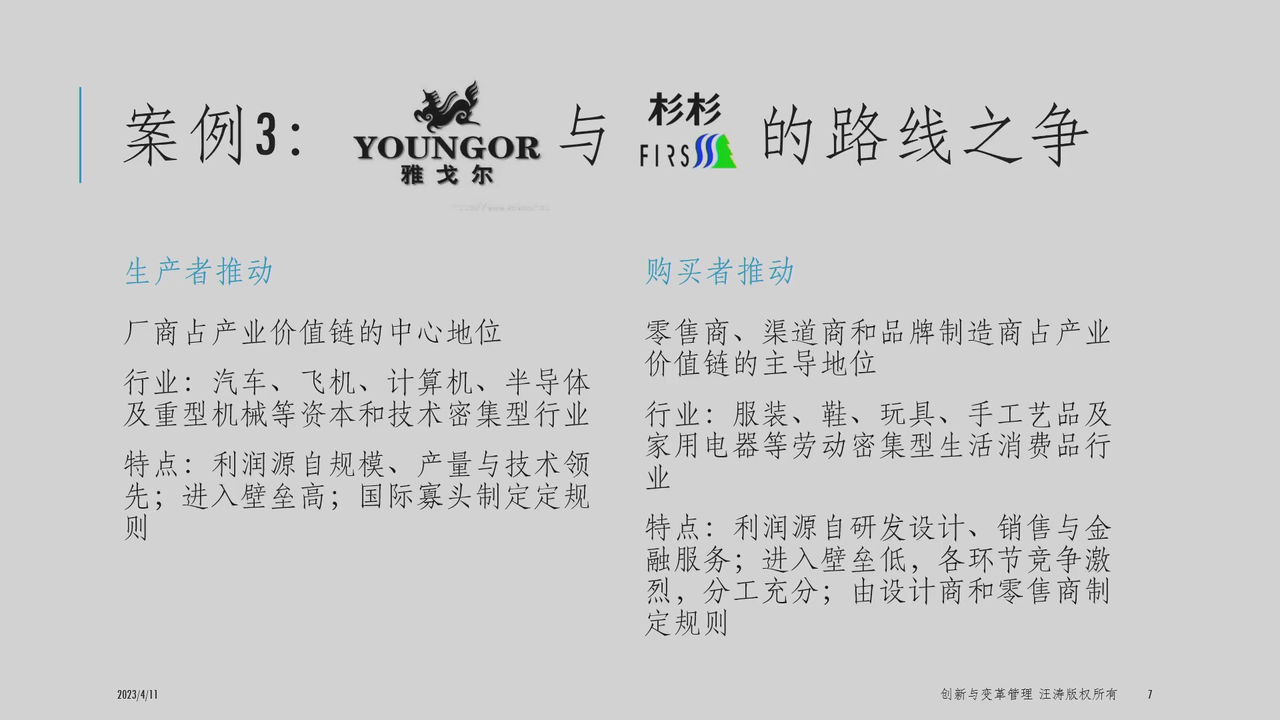 案例3：
YOUNGOR
雅戈尔
与
杉杉
FIRS
的路线之争
生产者推动
厂商占产业价值链的中心地位
行业：汽车、飞机、计算机、半导体
及重型机械等资本和技术密集型行业
特点：利润源自规模、产量与技术领
先；进入壁垒高；国际寡头制定定规
则
购买者推动
零售商、渠道商和品牌制造商占产业
价值链的主导地位
行业：服装、鞋、玩具、手工艺品及
家用电器等劳动密集型生活消费品行
业
特点：利润源自研发设计、销售与金
融服务；进入壁垒低，各环节竞争激
烈，分工充分；由设计商和零售商制
定规则
2023/4/11
创新与变革管理 汪涛版权所有
7